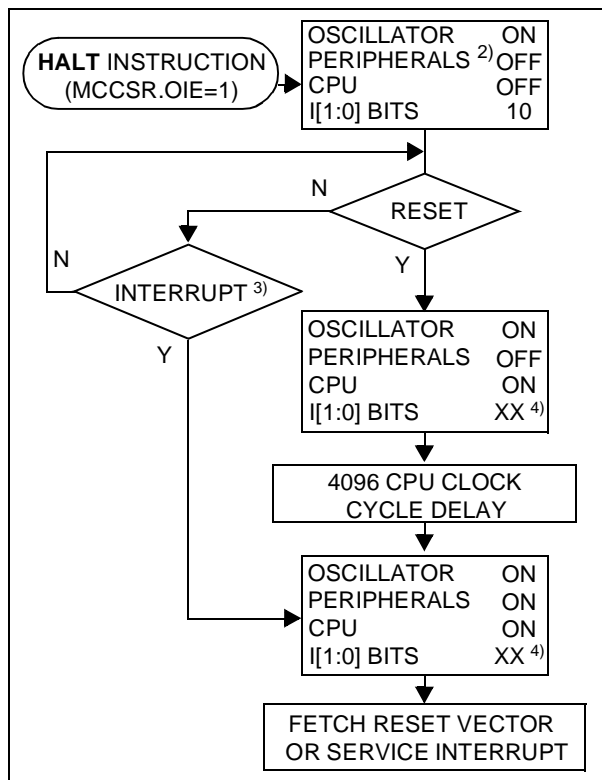 HALT INSTRUCTION
(MCCSR.OIE=1)
OSCILLATOR ON
PERIPHERALS 2) OFF
CPU OFF
I[1:0] BITS 10
N
RESET
N
Y
INTERRUPT 3)
Y
OSCILLATOR ON
PERIPHERALS OFF
CPU ON
I[1:0] BITS XX 4)
4096 CPU CLOCK
CYCLE DELAY
OSCILLATOR ON
PERIPHERALS ON
CPU ON
I[1:0] BITS XX 4)
FETCH RESET VECTOR
OR SERVICE INTERRUPT